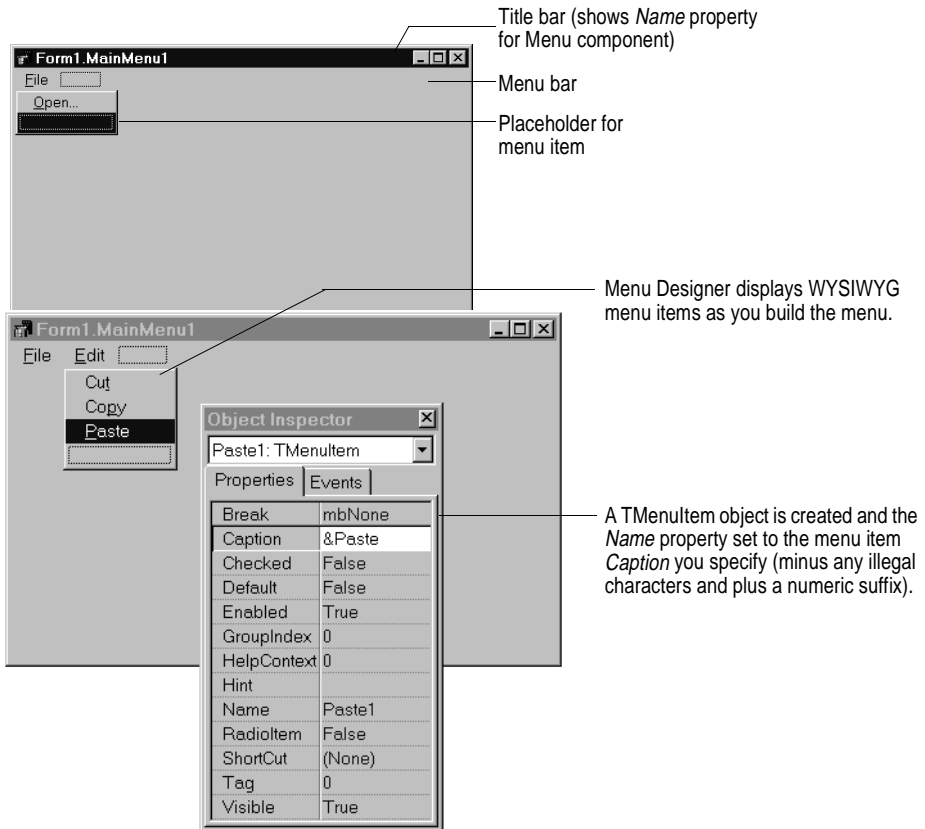 Title bar (shows Name property
for Menu component)
Form1.MainMenu1
File
Menu bar
Open...
Placeholder for
menu item
Menu Designer displays WYSIWYG
menu items as you build the menu.
Form1.MainMenu1
File Edit
Cut
Copy
Paste
Object Inspector
Paste1: TMenuItem
Properties Events
Break mbNone
Caption &Paste
Checked False
Default False
Enabled True
GroupIndex 0
HelpContext 0
Hint
Name Paste1
RadioItem False
ShortCut (None)
Tag 0
Visible True
A TMenuItem object is created and the
Name property set to the menu item
Caption you specify (minus any illegal
characters and plus a numeric suffix).